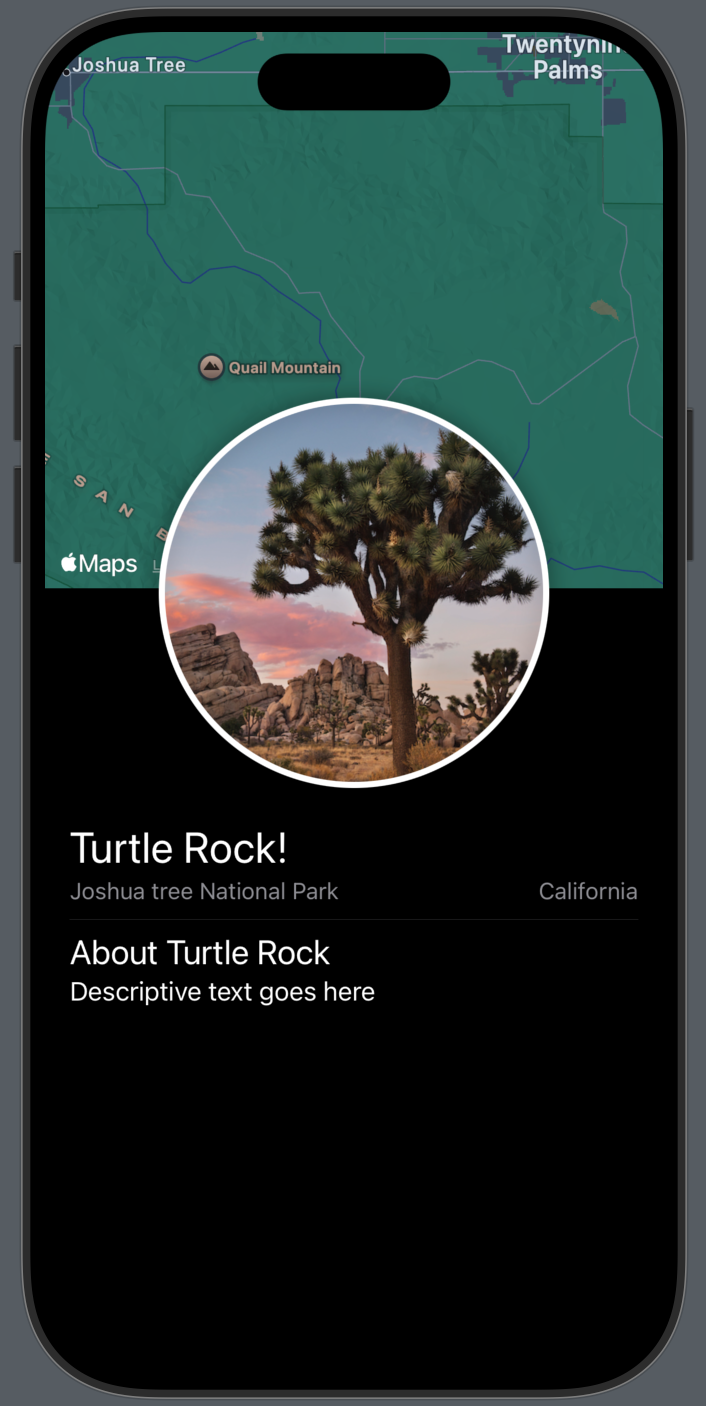 Joshua Tree
Twentynin
Palms
Quail Mountain
S A N
Maps
Turtle Rock!
Joshua tree National Park
California
About Turtle Rock
Descriptive text goes here